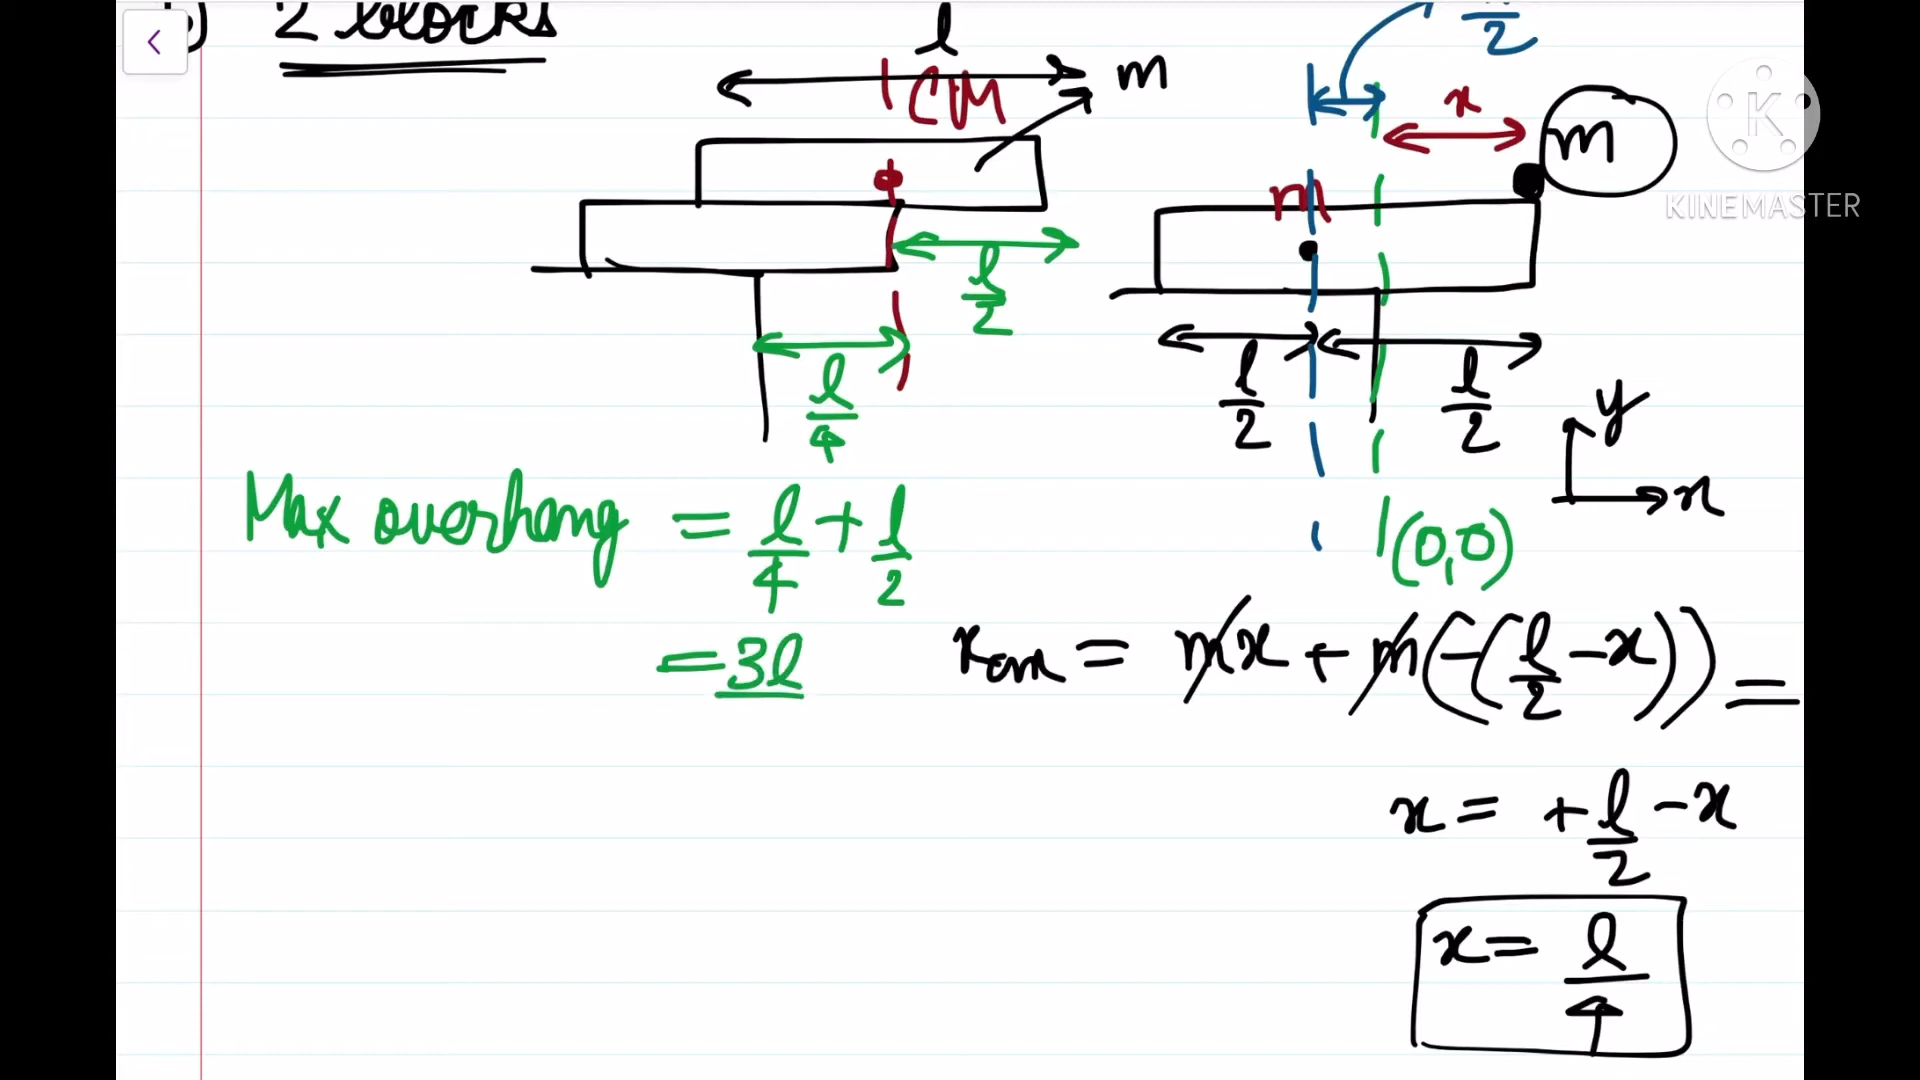 2 blocks
l
m
CM
2
x
m
K
KINEMASTER
m
l/2
l/4
l/2
l/2
y
x
(0,0)
Max overhang = l/4 + l/2
= 3l
xcm = mx + m(-(l/2 - x)) =
x = + l/2 - x
x = l/4